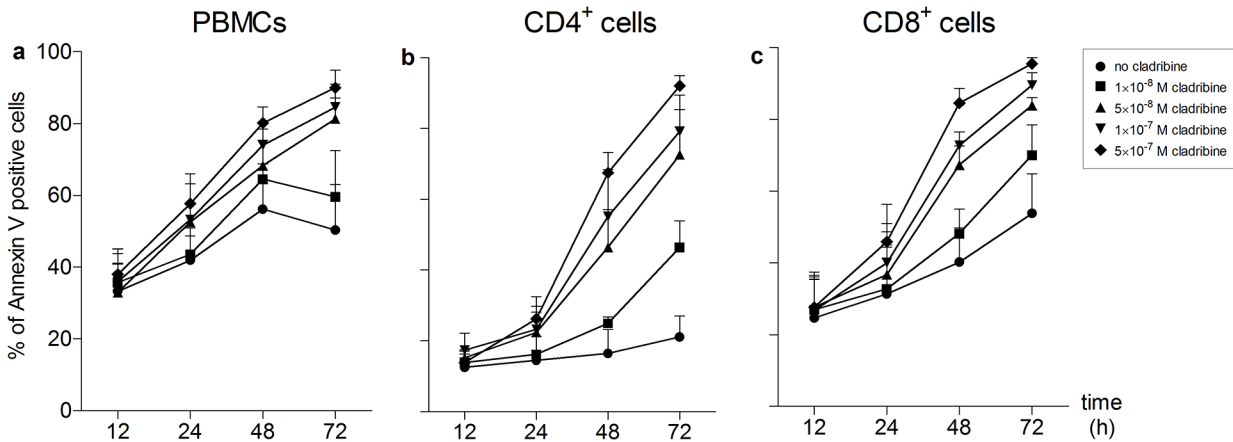 PBMCs
CD4⁺ cells
CD8⁺ cells
a
b
c
% of Annexin V positive cells
100
80
60
40
20
0
12 24 48 72
12 24 48 72
12 24 48 72
time
(h)
no cladribine
1×10⁻⁸ M cladribine
5×10⁻⁸ M cladribine
1×10⁻⁷ M cladribine
5×10⁻⁷ M cladribine